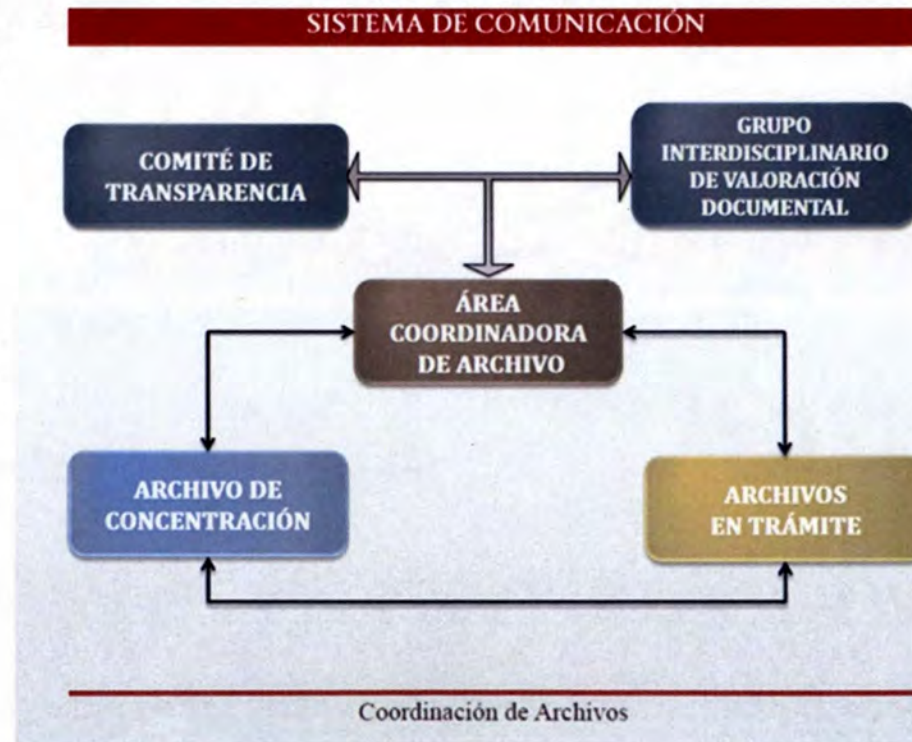 SISTEMA DE COMUNICACIÓN
COMITÉ DE
TRANSPARENCIA
GRUPO
INTERDISCIPLINARIO
DE VALORACIÓN
DOCUMENTAL
ÁREA
COORDINADORA
DE ARCHIVO
ARCHIVO DE
CONCENTRACIÓN
ARCHIVOS
EN TRÁMITE
Coordinación de Archivos